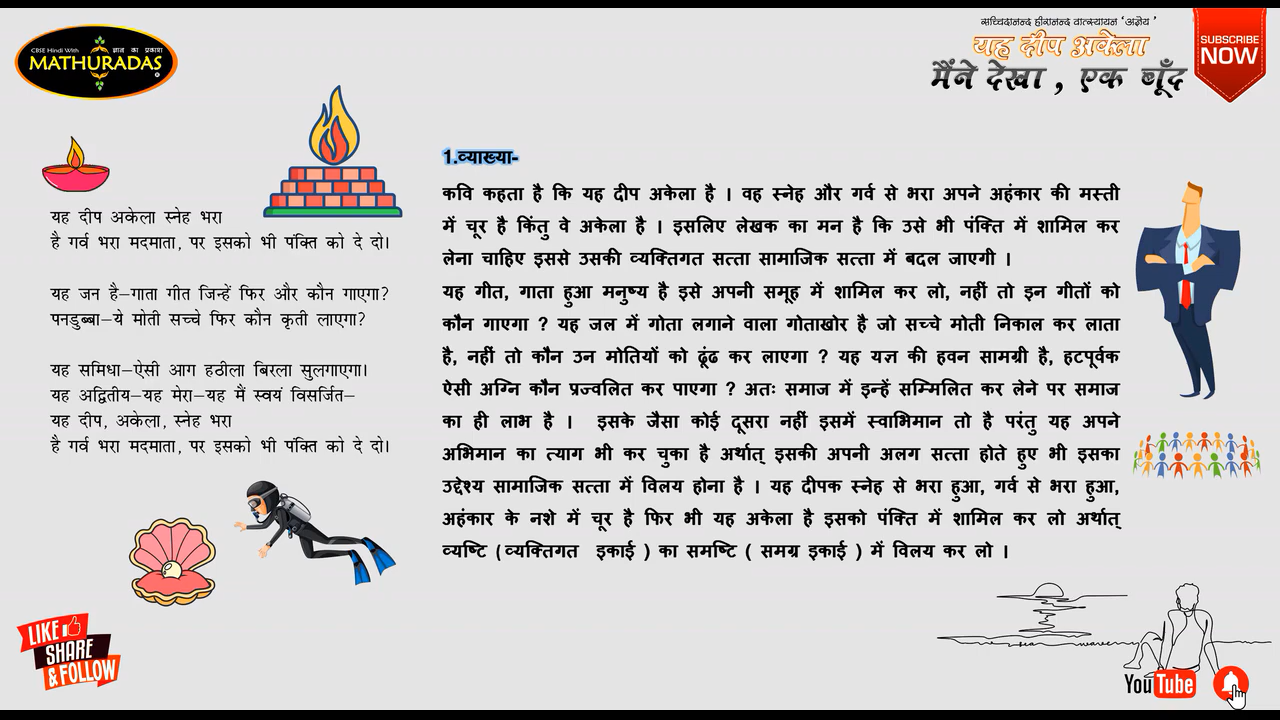 CBSE Hindi With ज्ञान का प्रकाश
MATHURADAS
सच्चिदानन्द हीरानन्द वात्स्यायन 'अज्ञेय'
यह दीप अकेला
मैंने देखा , एक बूँद
SUBSCRIBE
NOW
यह दीप अकेला स्नेह भरा
है गर्व भरा मदमाता, पर इसको भी पंक्ति को दे दो।
यह जन है–गाता गीत जिन्हें फिर और कौन गाएगा?
पनडुब्बा–ये मोती सच्चे फिर कौन कृती लाएगा?
यह समिधा–ऐसी आग हठीला बिरला सुलगाएगा।
यह अद्वितीय–यह मेरा–यह मैं स्वयं विसर्जित–
यह दीप, अकेला, स्नेह भरा
है गर्व भरा मदमाता, पर इसको भी पंक्ति को दे दो।
1.व्याख्या-
कवि कहता है कि यह दीप अकेला है । वह स्नेह और गर्व से भरा अपने अहंकार की मस्ती
में चूर है किंतु वे अकेला है । इसलिए लेखक का मन है कि उसे भी पंक्ति में शामिल कर
लेना चाहिए इससे उसकी व्यक्तिगत सत्ता सामाजिक सत्ता में बदल जाएगी ।
यह गीत, गाता हुआ मनुष्य है इसे अपनी समूह में शामिल कर लो, नहीं तो इन गीतों को
कौन गाएगा ? यह जल में गोता लगाने वाला गोताखोर है जो सच्चे मोती निकाल कर लाता
है, नहीं तो कौन उन मोतियों को ढूंढ कर लाएगा ? यह यज्ञ की हवन सामग्री है, हटपूर्वक
ऐसी अग्नि कौन प्रज्वलित कर पाएगा ? अतः समाज में इन्हें सम्मिलित कर लेने पर समाज
का ही लाभ है । इसके जैसा कोई दूसरा नहीं इसमें स्वाभिमान तो है परंतु यह अपने
अभिमान का त्याग भी कर चुका है अर्थात् इसकी अपनी अलग सत्ता होते हुए भी इसका
उद्देश्य सामाजिक सत्ता में विलय होना है । यह दीपक स्नेह से भरा हुआ, गर्व से भरा हुआ,
अहंकार के नशे में चूर है फिर भी यह अकेला है इसको पंक्ति में शामिल कर लो अर्थात्
व्यष्टि (व्यक्तिगत इकाई ) का समष्टि ( समग्र इकाई ) में विलय कर लो ।
LIKE
SHARE
& FOLLOW
YouTube